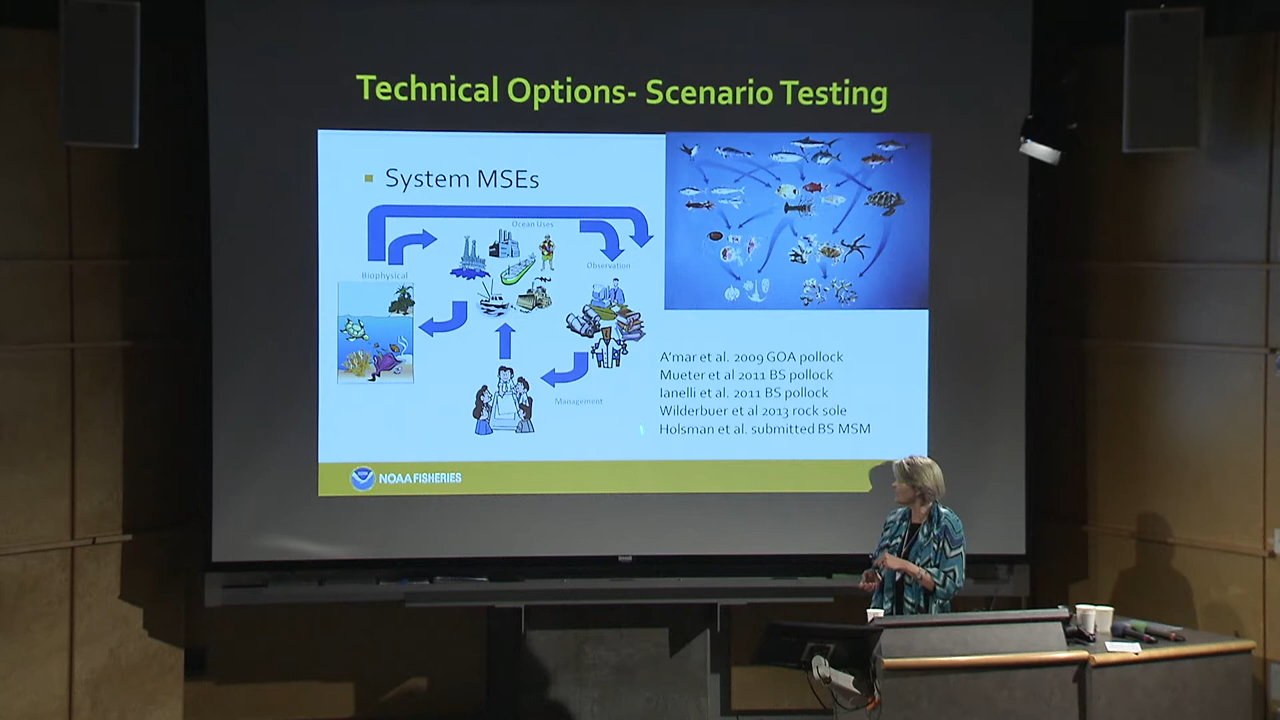 Technical Options- Scenario Testing
System MSEs
Ocean Uses
Observation
Biophysical
Management
A'mar et al. 2009 GOA pollock
Mueter et al 2011 BS pollock
Ianelli et al. 2011 BS pollock
Wilderbuer et al 2013 rock sole
Holsman et al. submitted BS MSM
NOAA FISHERIES